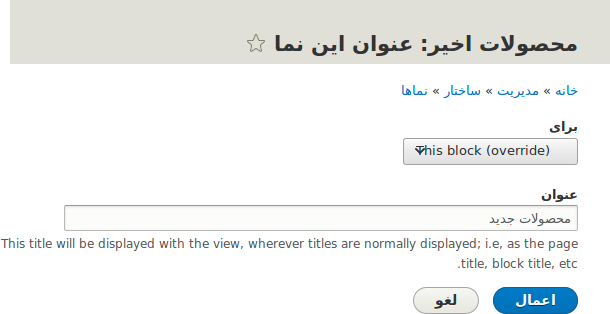 محصولات اخیر: عنوان این نما
خانه » مدیریت » ساختار » نماها
برای
This block (override)
عنوان
محصولات جدید
This title will be displayed with the view, wherever titles are normally displayed; i.e, as the page
title, block title, etc.
اعمال لغو